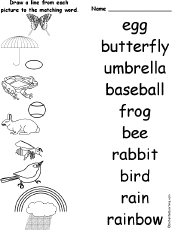 Draw a line from each
picture to the matching word.
Name
egg
butterfly
umbrella
baseball
frog
bee
rabbit
bird
rain
rainbow